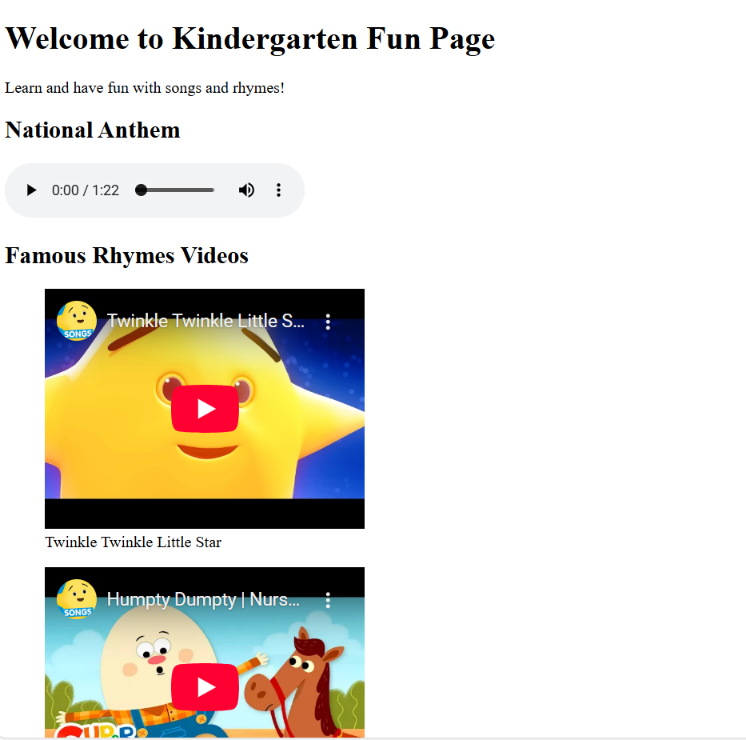 Welcome to Kindergarten Fun Page
Learn and have fun with songs and rhymes!
National Anthem
0:00 / 1:22
Famous Rhymes Videos
SONGS
Twinkle Twinkle Little S...
Twinkle Twinkle Little Star
SONGS
Humpty Dumpty | Nurs...